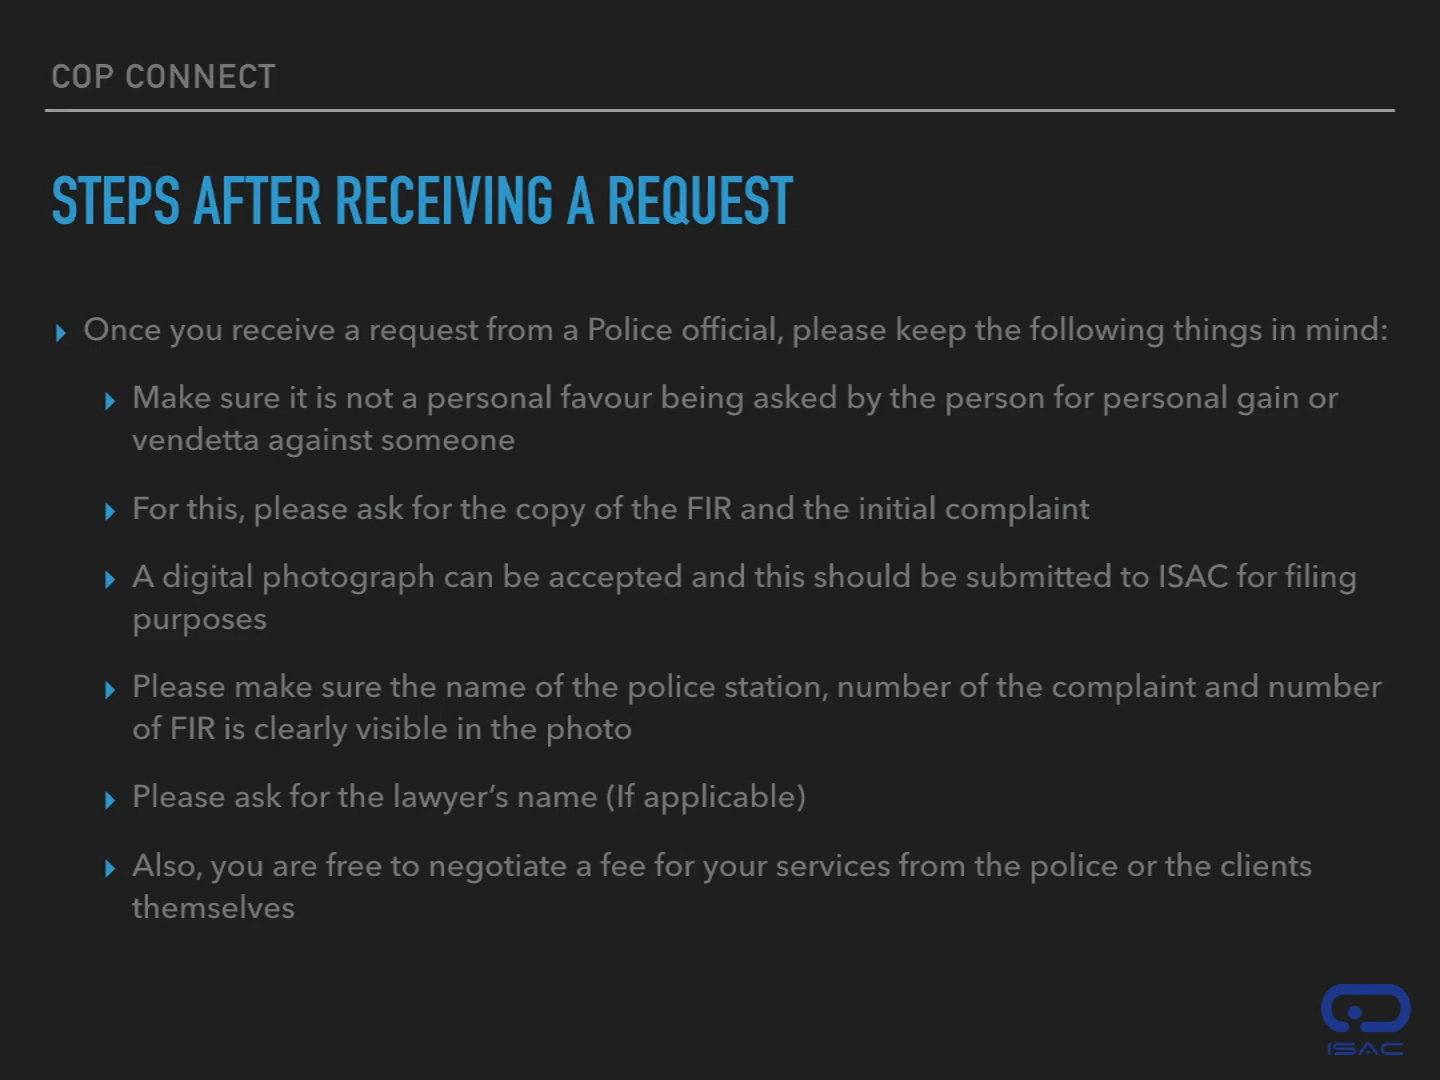 COP CONNECT
STEPS AFTER RECEIVING A REQUEST
Once you receive a request from a Police official, please keep the following things in mind:
Make sure it is not a personal favour being asked by the person for personal gain or
vendetta against someone
For this, please ask for the copy of the FIR and the initial complaint
A digital photograph can be accepted and this should be submitted to ISAC for filing
purposes
Please make sure the name of the police station, number of the complaint and number
of FIR is clearly visible in the photo
Please ask for the lawyer’s name (If applicable)
Also, you are free to negotiate a fee for your services from the police or the clients
themselves
ISAC